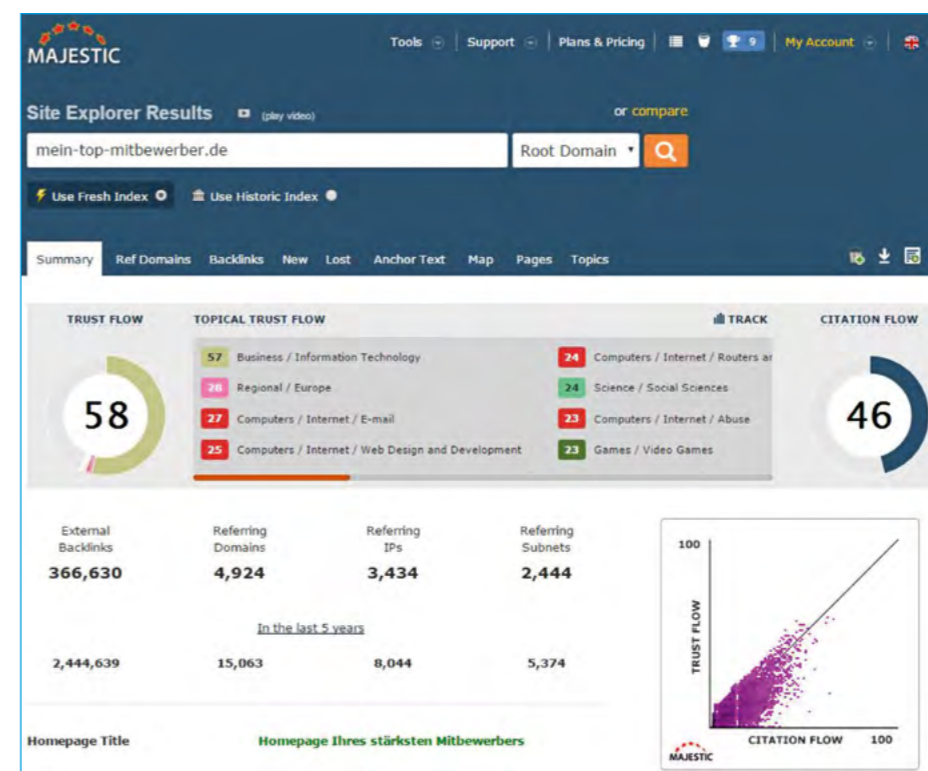 MAJESTIC
Tools
Support
Plans & Pricing
9
My Account
Site Explorer Results
(play video)
or compare
mein-top-mitbewerber.de
Root Domain
Use Fresh Index
Use Historic Index
Summary
Ref Domains
Backlinks
New
Lost
Anchor Text
Map
Pages
Topics
TRUST FLOW
58
TOPICAL TRUST FLOW
TRACK
57 Business / Information Technology
28 Regional / Europe
27 Computers / Internet / E-mail
25 Computers / Internet / Web Design and Development
24 Computers / Internet / Routers ar
24 Science / Social Sciences
23 Computers / Internet / Abuse
23 Games / Video Games
CITATION FLOW
46
External
Backlinks
366,630
Referring
Domains
4,924
Referring
IPs
3,434
Referring
Subnets
2,444
In the last 5 years
2,444,639
15,063
8,044
5,374
Homepage Title
Homepage Ihres stärksten Mitbewerbers
100
TRUST FLOW
CITATION FLOW
100
MAJESTIC